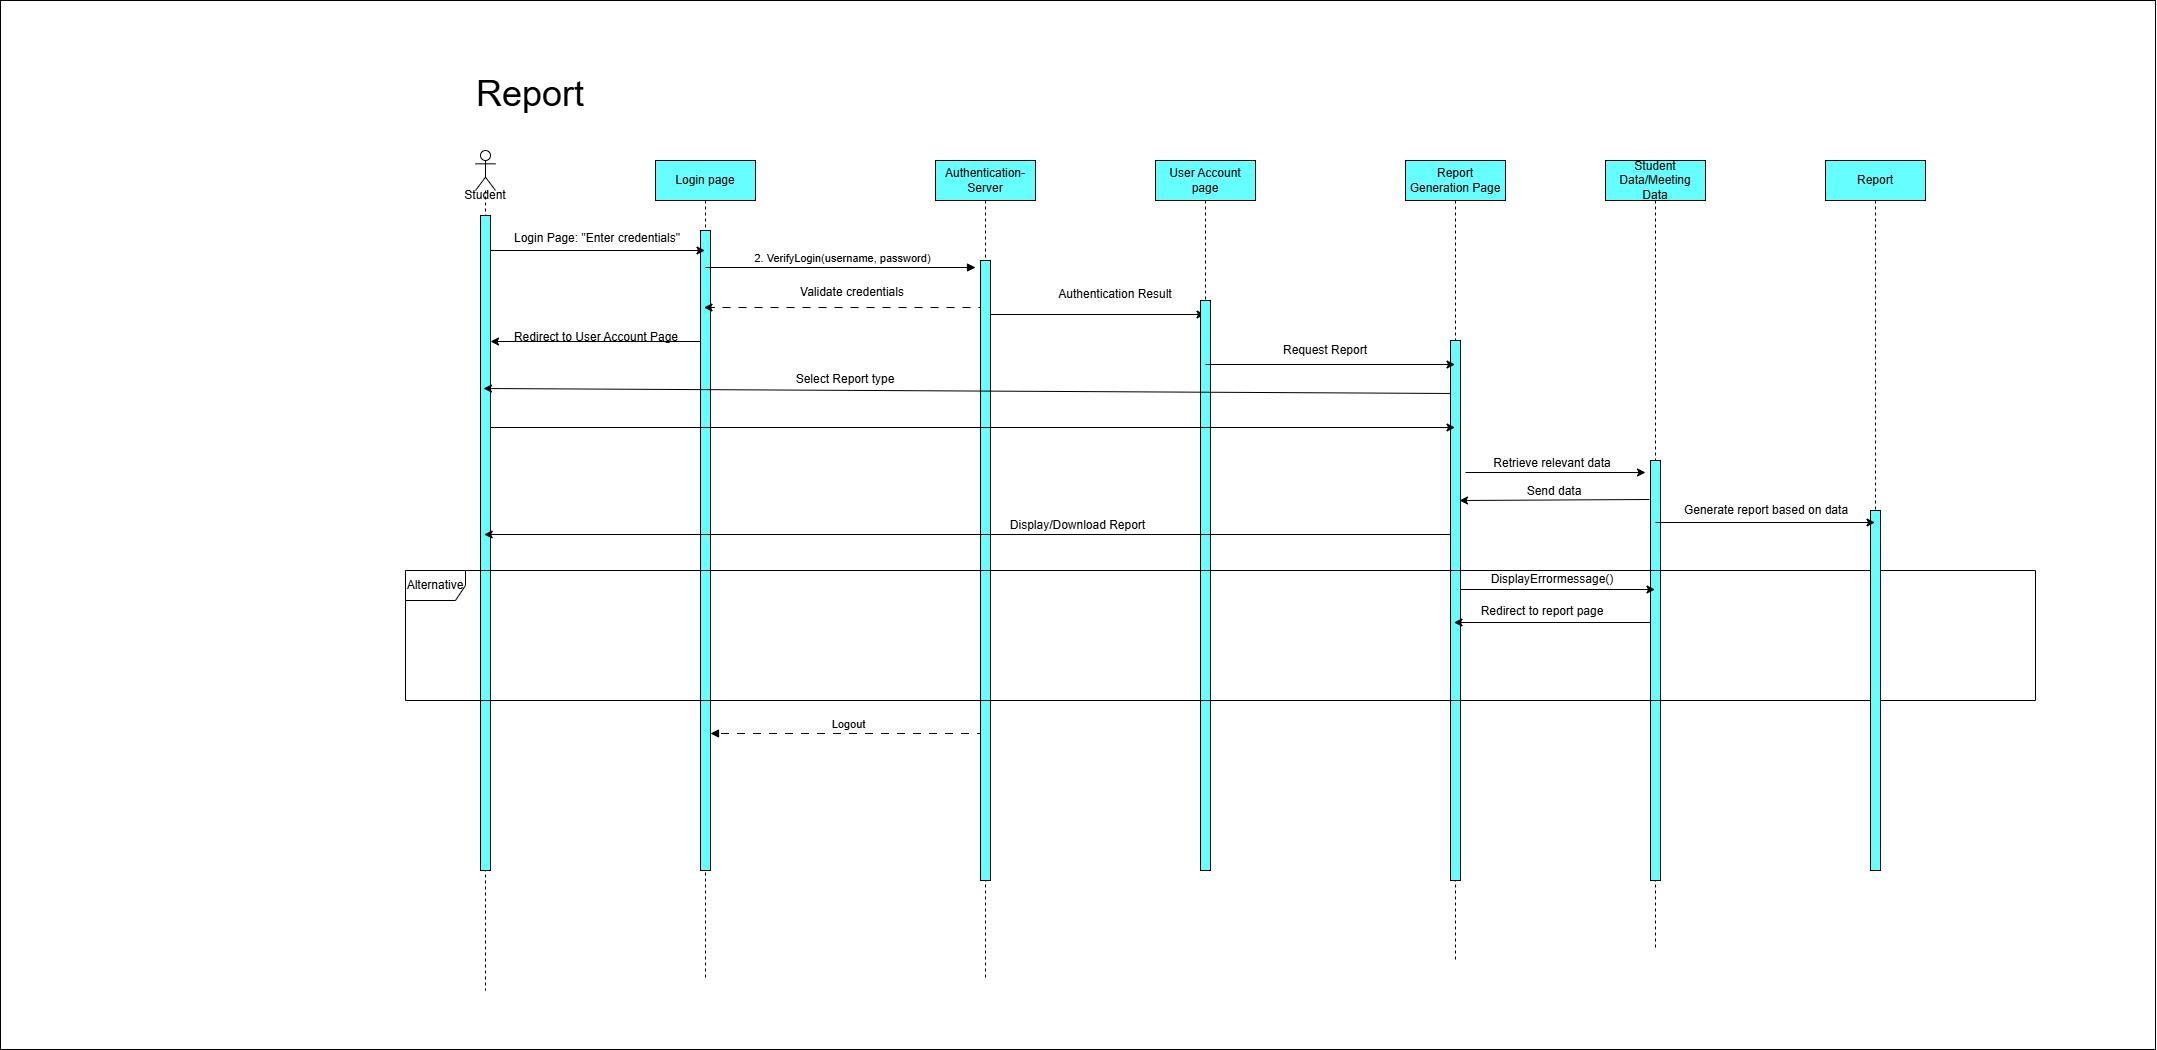 Report
Student
Login page
Authentication-
Server
User Account
page
Report
Generation Page
Student
Data/Meeting
Data
Report
Login Page: "Enter credentials"
2. VerifyLogin(username, password)
Validate credentials
Authentication Result
Redirect to User Account Page
Request Report
Select Report type
Retrieve relevant data
Send data
Generate report based on data
Display/Download Report
Alternative
DisplayErrormessage()
Redirect to report page
Logout